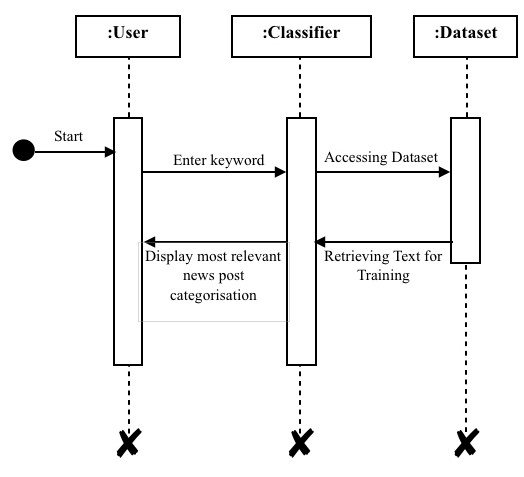 :User
:Classifier
:Dataset
Start
Enter keyword
Accessing Dataset
Display most relevant
news post
categorisation
Retrieving Text for
Training